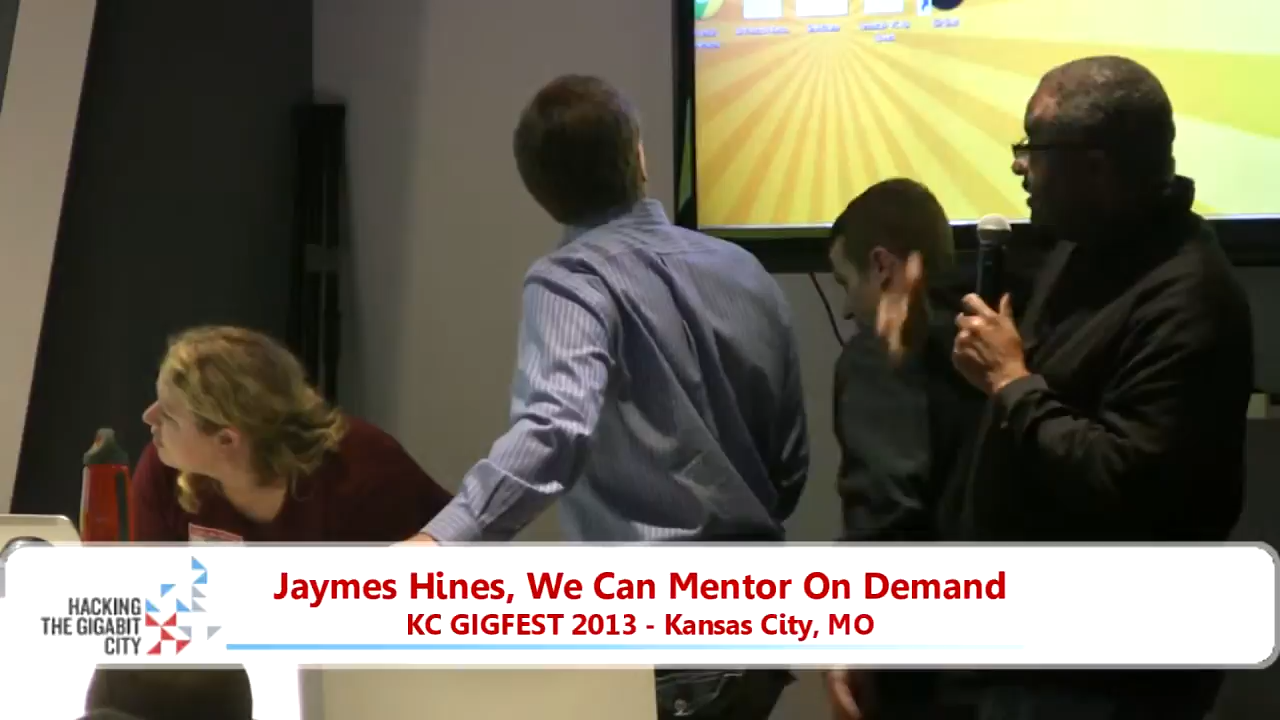 Jaymes Hines, We Can Mentor On Demand
KC GIGFEST 2013 - Kansas City, MO
HACKING
THE GIGABIT
CITY